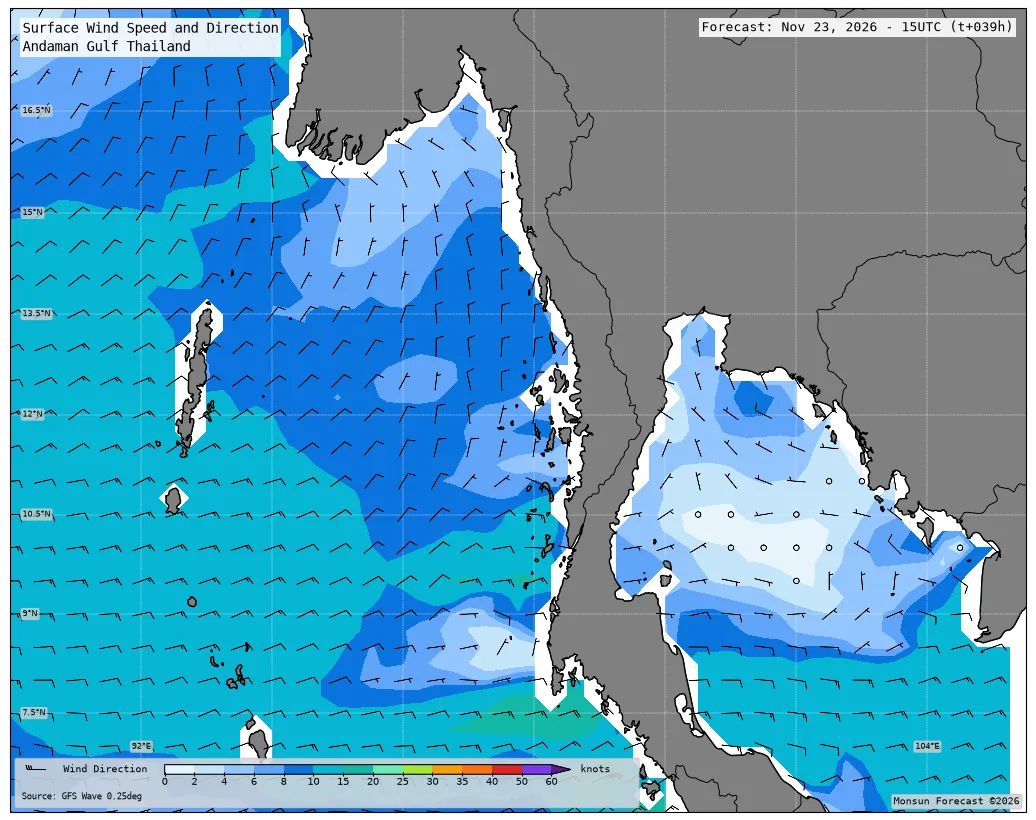 Surface Wind Speed and Direction
Andaman Gulf Thailand
Forecast: Nov 23, 2026 - 15UTC (t+039h)
16.5°N
15°N
13.5°N
12°N
10.5°N
9°N
7.5°N
92°E
104°E
Wind Direction
0 2 4 6 8 10 15 20 25 30 35 40 50 60
knots
Source: GFS Wave 0.25deg
Monsun Forecast ©2026